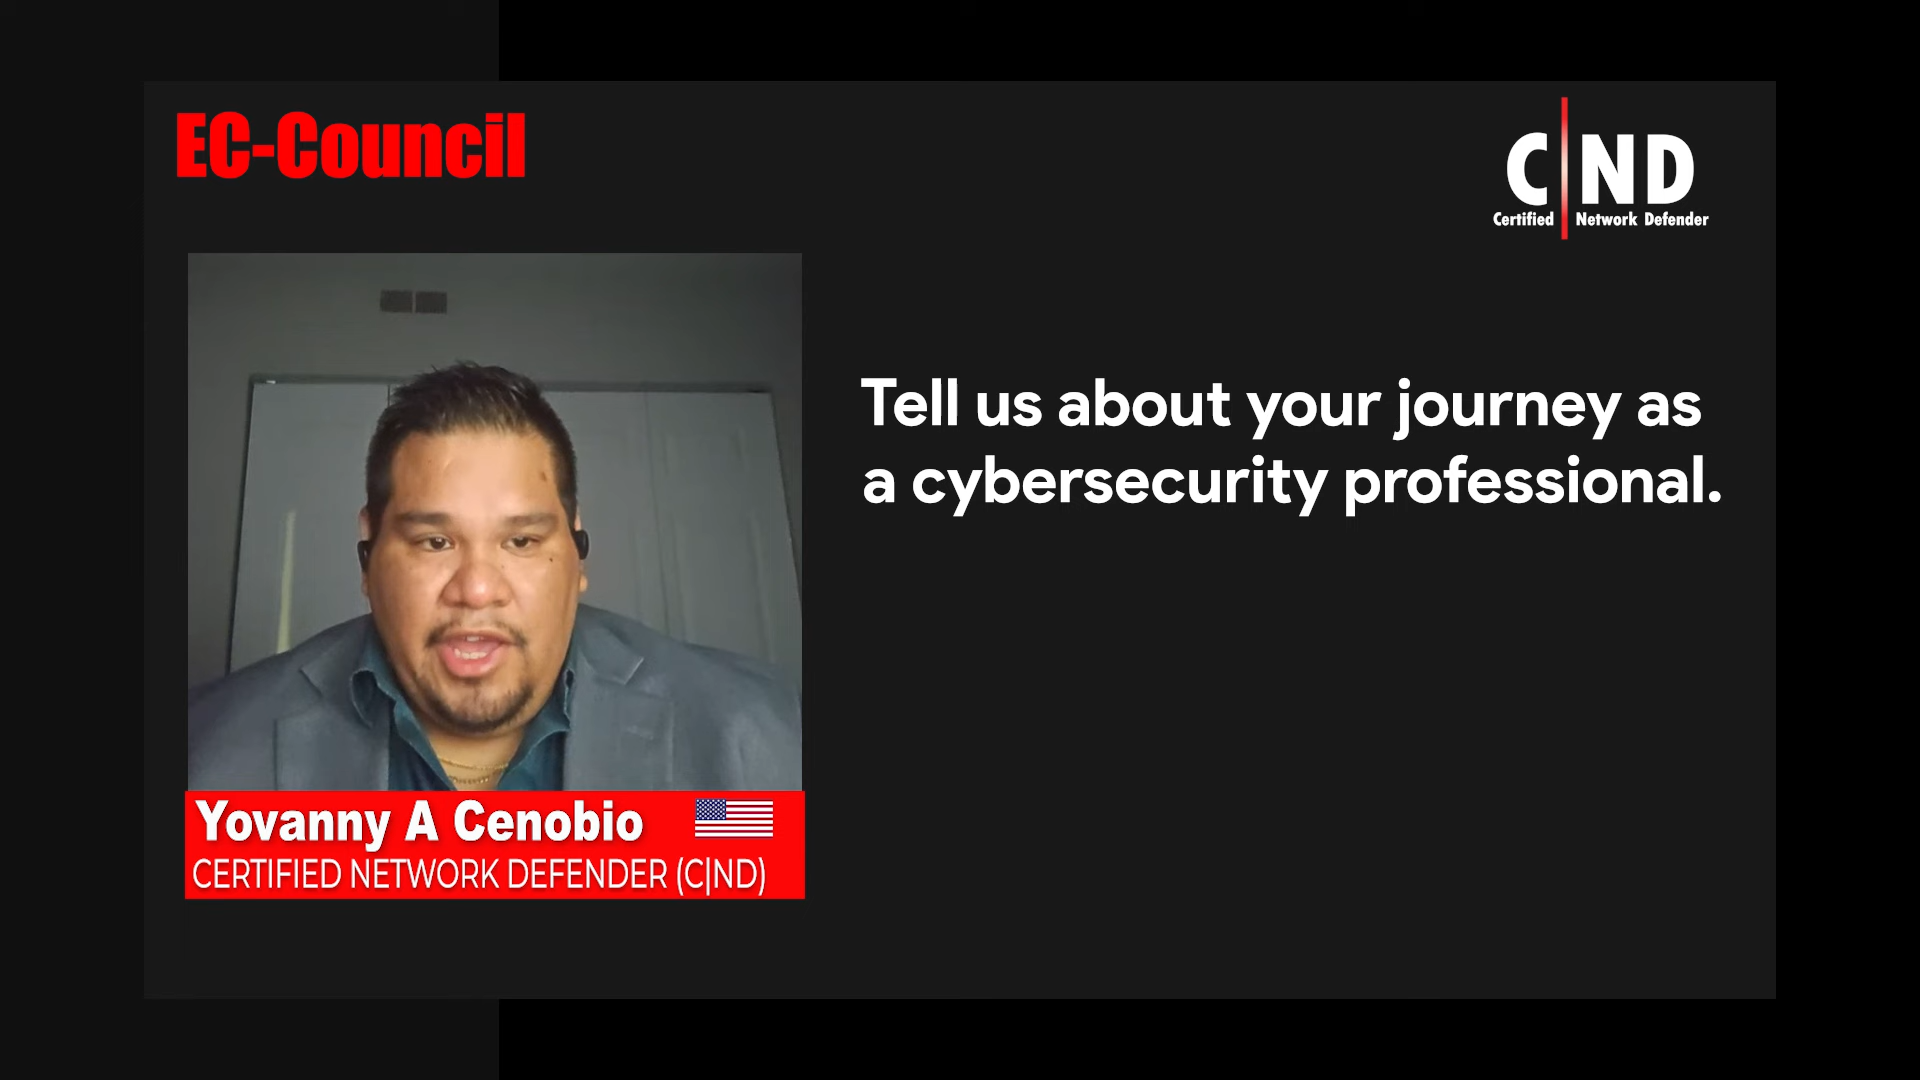 EC-Council
C|ND
Certified Network Defender
Tell us about your journey as
a cybersecurity professional.
Yovanny A Cenobio
CERTIFIED NETWORK DEFENDER (C|ND)